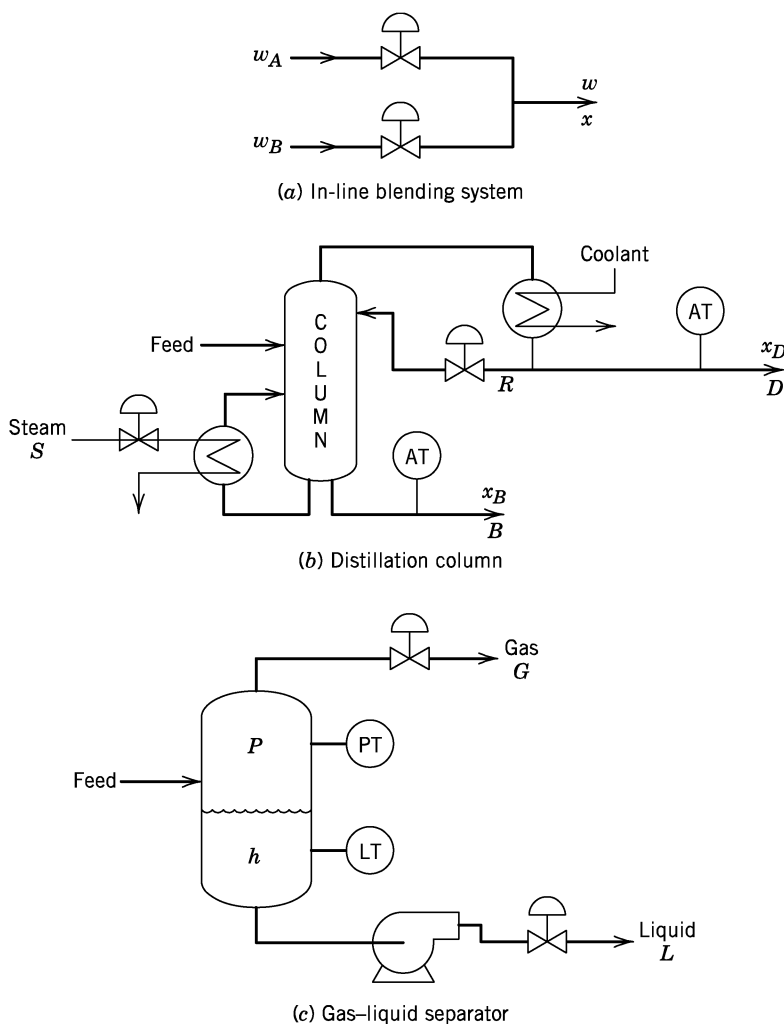 w_A
w
x
w_B
(a) In-line blending system
Coolant
COLUMN
AT
Feed
x_D
R
D
Steam
S
AT
x_B
B
(b) Distillation column
Gas
G
P
PT
Feed
h
LT
Liquid
L
(c) Gas–liquid separator